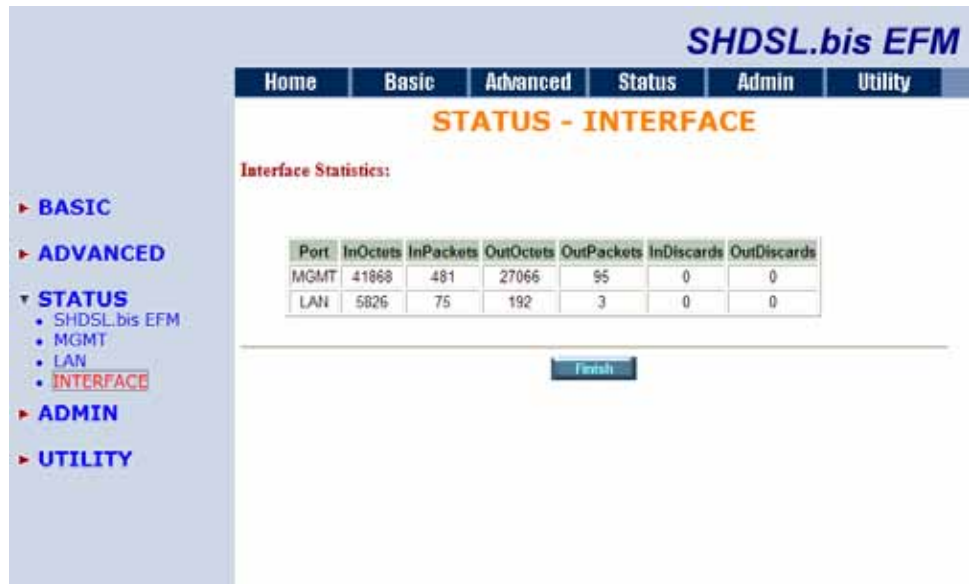 SHDSL.bis EFM
Home Basic Advanced Status Admin Utility
STATUS - INTERFACE
Interface Statistics:
BASIC
ADVANCED
STATUS
SHDSL.bis EFM
MGMT
LAN
INTERFACE
ADMIN
UTILITY
Port InOctets InPackets OutOctets OutPackets InDiscards OutDiscards
MGMT 41868 481 27066 95 0 0
LAN 5826 75 192 3 0 0
Finish